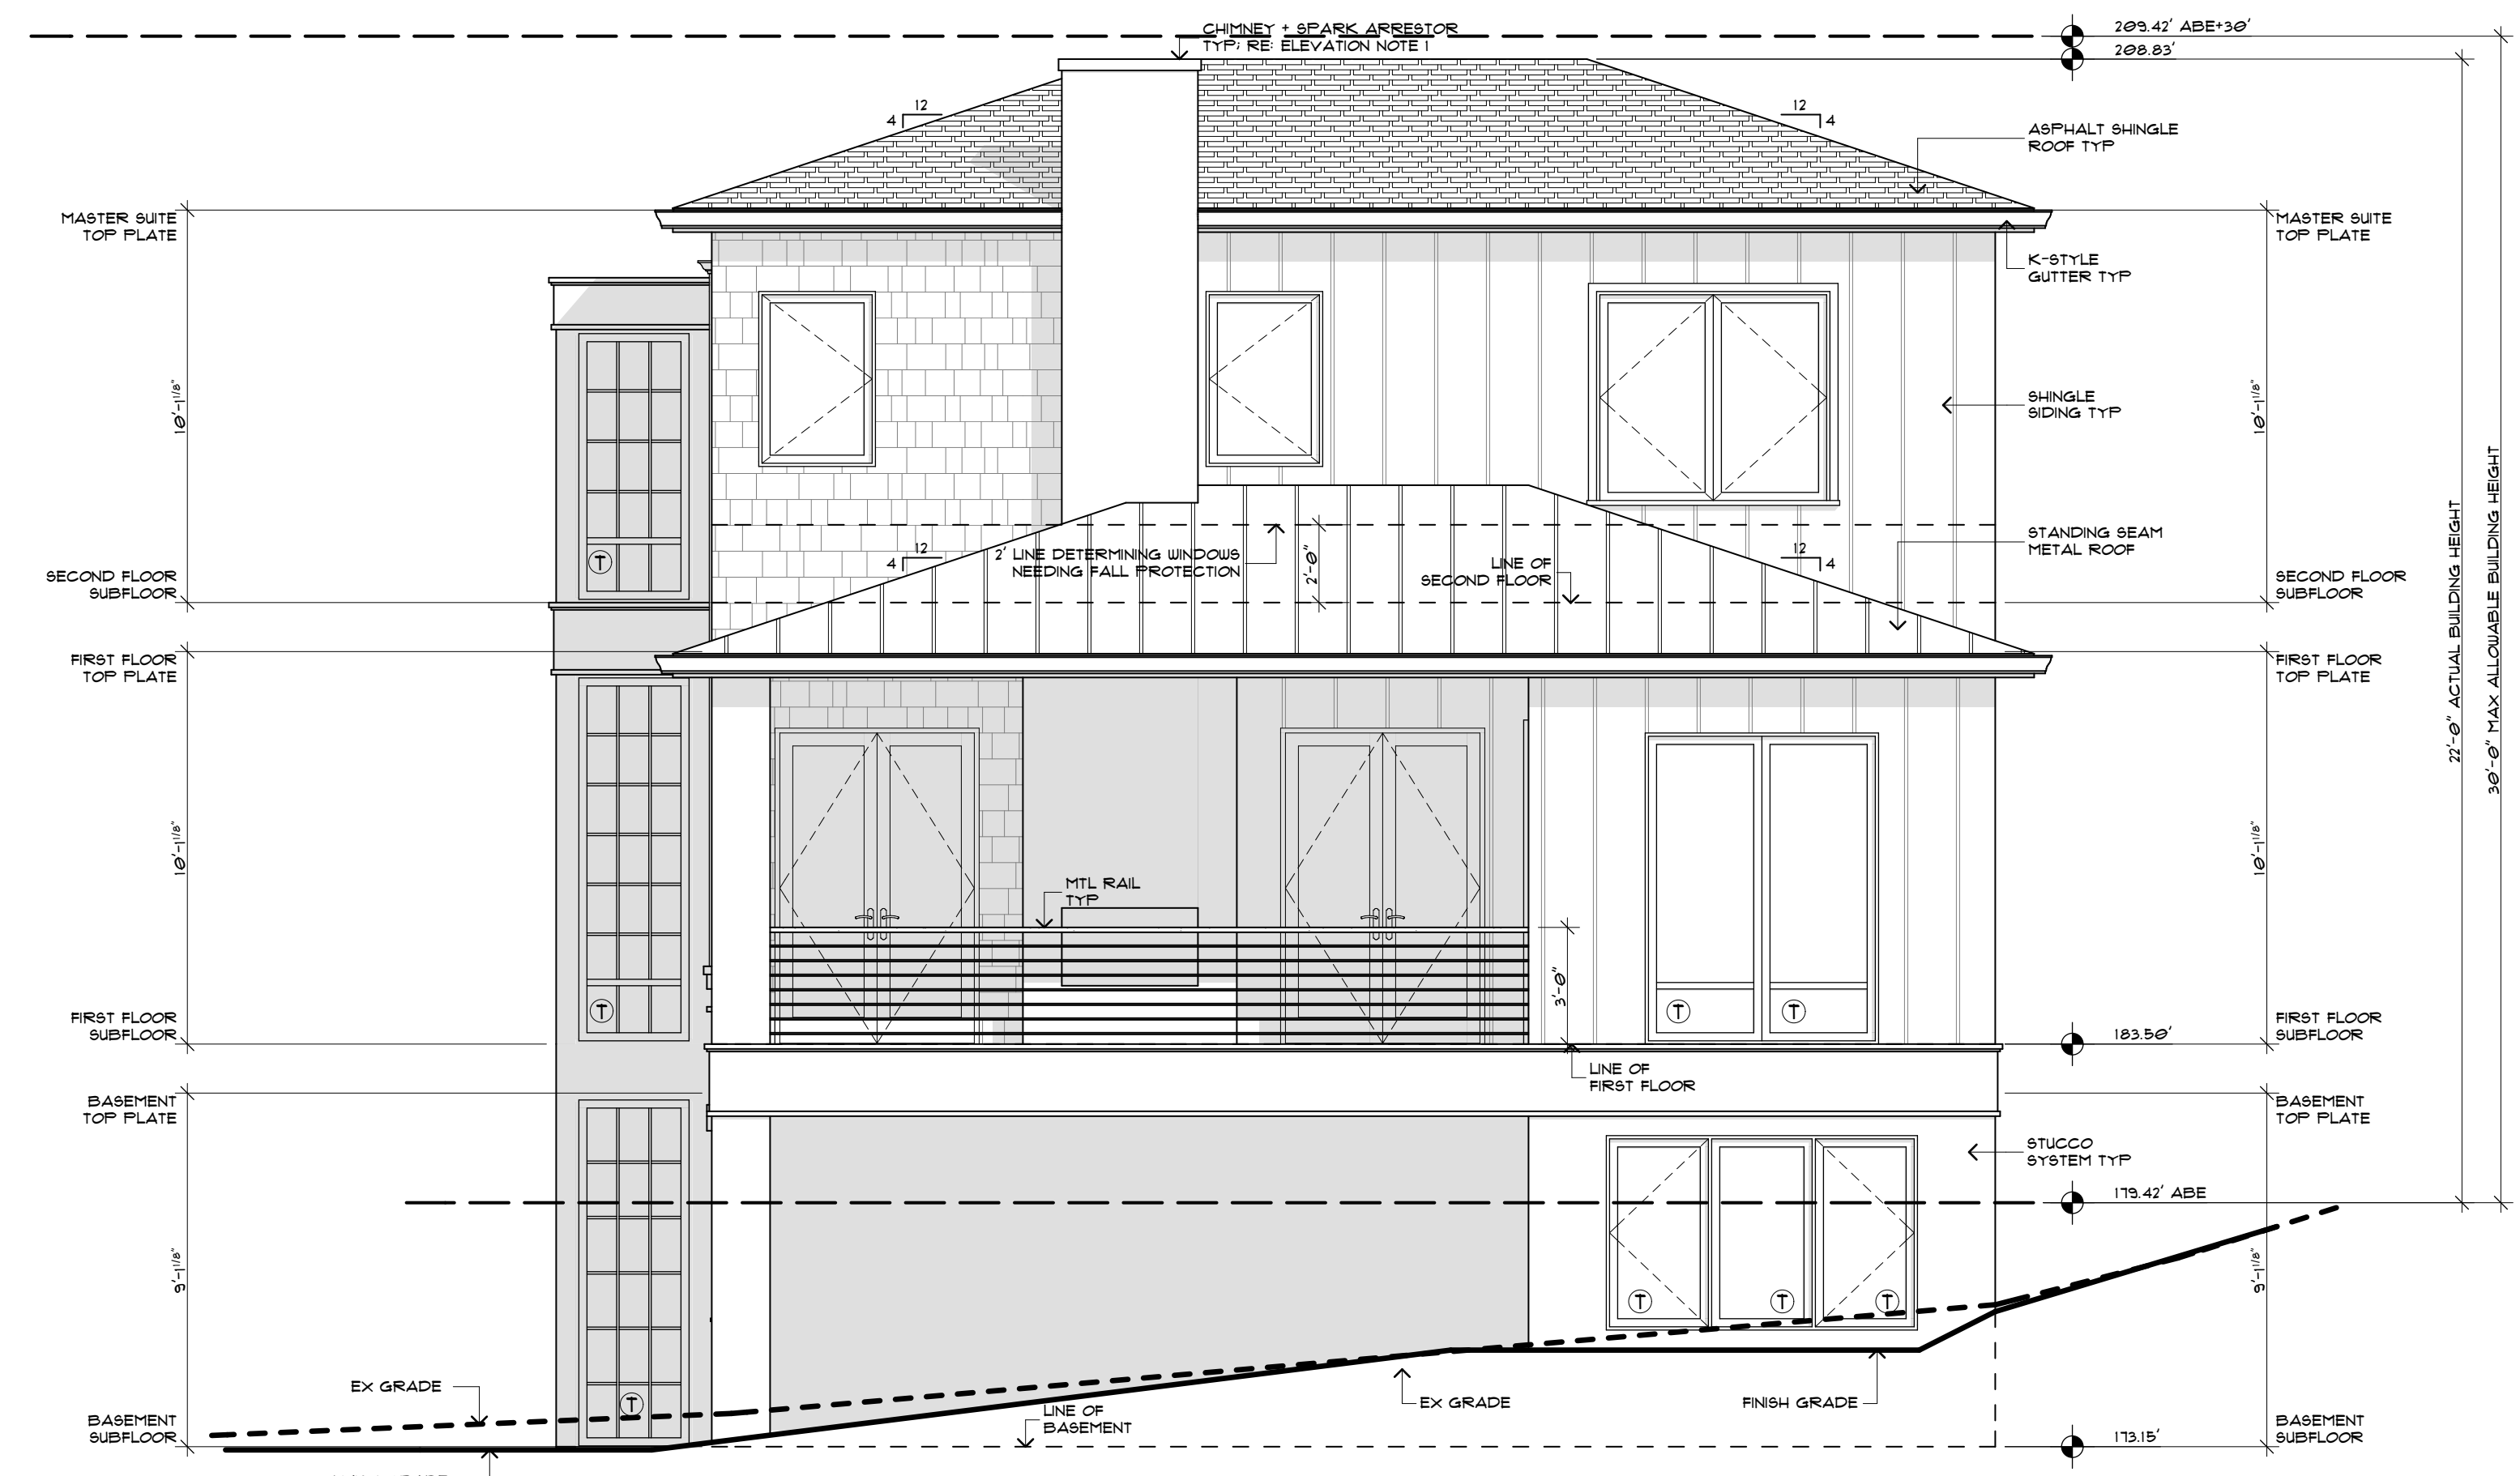 CHIMNEY + SPARK ARRESTOR
TYP; RE: ELEVATION NOTE 1
209.42' ABE+30'
208.83'
12
4
12
4
ASPHALT SHINGLE
ROOF TYP
MASTER SUITE
TOP PLATE
MASTER SUITE
TOP PLATE
K-STYLE
GUTTER TYP
10'-1 1/8"
10'-1 1/8"
SHINGLE
SIDING TYP
22'-0" ACTUAL BUILDING HEIGHT
30'-0" MAX ALLOWABLE BUILDING HEIGHT
STANDING SEAM
METAL ROOF
12
4
2' LINE DETERMINING WINDOWS
NEEDING FALL PROTECTION
2'-0"
LINE OF
SECOND FLOOR
12
4
T
SECOND FLOOR
SUBFLOOR
SECOND FLOOR
SUBFLOOR
FIRST FLOOR
TOP PLATE
FIRST FLOOR
TOP PLATE
10'-1 1/8"
10'-1 1/8"
MTL RAIL
TYP
3'-0"
T
T
T
FIRST FLOOR
SUBFLOOR
183.50'
FIRST FLOOR
SUBFLOOR
LINE OF
FIRST FLOOR
BASEMENT
TOP PLATE
BASEMENT
TOP PLATE
STUCCO
SYSTEM TYP
179.42' ABE
9'-1 1/8"
9'-1 1/8"
T
T
T
T
EX GRADE
EX GRADE
FINISH GRADE
LINE OF
BASEMENT
BASEMENT
SUBFLOOR
173.15'
BASEMENT
SUBFLOOR